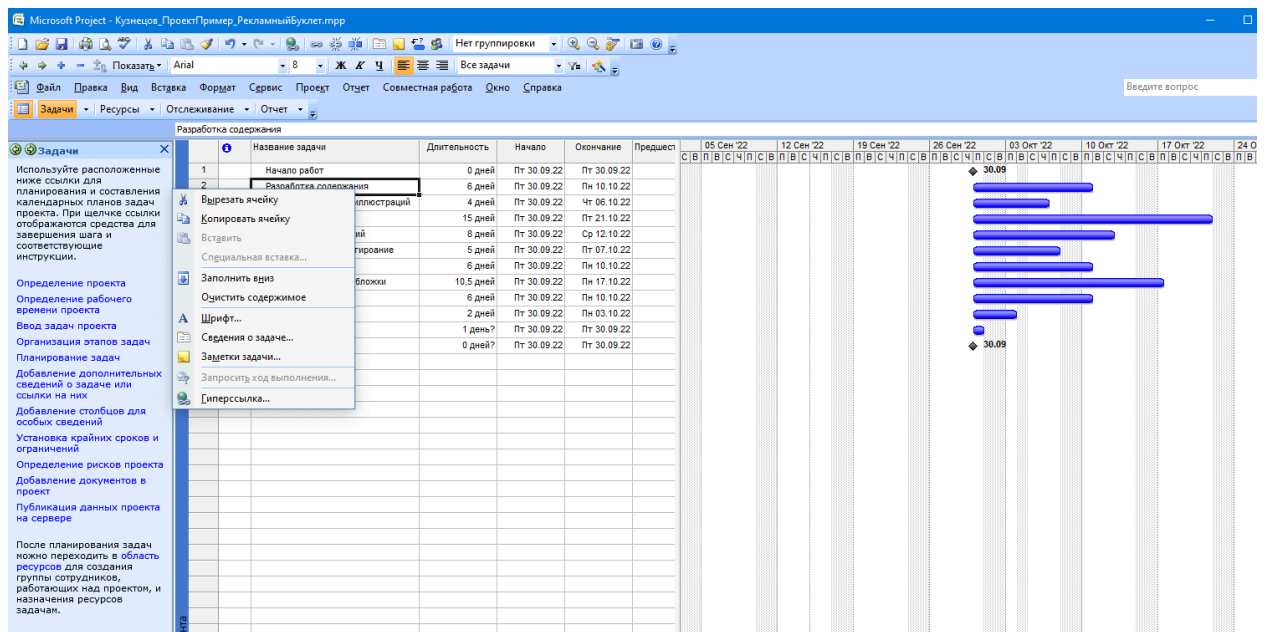 Microsoft Project - Кузнецов_ПроектПример_РекламныйБуклет.mpp
Нет группировки
Показать Arial 8 Ж К Ч Все задачи
Файл Правка Вид Вставка Формат Сервис Проект Отчет Совместная работа Окно Справка Введите вопрос
Задачи Ресурсы Отслеживание Отчет
Разработка содержания
Задачи
Используйте расположенные
ниже ссылки для
планирования и составления
календарных планов задач
проекта. При щелчке ссылки
отображаются средства для
завершения шага и
соответствующие
инструкции.
Определение проекта
Определение рабочего
времени проекта
Ввод задач проекта
Организация этапов задач
Планирование задач
Добавление дополнительных
сведений о задаче или
ссылки на них
Добавление столбцов для
особых сведений
Установка крайних сроков и
ограничений
Определение рисков проекта
Добавление документов в
проект
Публикация данных проекта
на сервере
После планирования задач
можно переходить в область
ресурсов для создания
группы сотрудников,
работающих над проектом, и
назначения ресурсов
задачам.
Название задачи Длительность Начало Окончание Предшест
1 Начало работ 0 дней Пт 30.09.22 Пт 30.09.22
2 Разработка содержания 6 дней Пт 30.09.22 Пн 10.10.22
иллюстраций 4 дней Пт 30.09.22 Чт 06.10.22
15 дней Пт 30.09.22 Пт 21.10.22
ий 8 дней Пт 30.09.22 Ср 12.10.22
тирование 5 дней Пт 30.09.22 Пт 07.10.22
6 дней Пт 30.09.22 Пн 10.10.22
бложки 10,5 дней Пт 30.09.22 Пн 17.10.22
6 дней Пт 30.09.22 Пн 10.10.22
2 дней Пт 30.09.22 Пн 03.10.22
1 день? Пт 30.09.22 Пт 30.09.22
0 дней? Пт 30.09.22 Пт 30.09.22
Вырезать ячейку
Копировать ячейку
Вставить
Специальная вставка...
Заполнить вниз
Очистить содержимое
Шрифт...
Сведения о задаче...
Заметки задачи...
Запросить ход выполнения...
Гиперссылка...
05 Сен '22 12 Сен '22 19 Сен '22 26 Сен '22 03 Окт '22 10 Окт '22 17 Окт '22 24 О
С В П В С Ч П С В П В С Ч П С В П В С Ч П С В П В С Ч П С В П В С Ч П С В П В С Ч П С В П В С Ч П С В П В
30.09
30.09